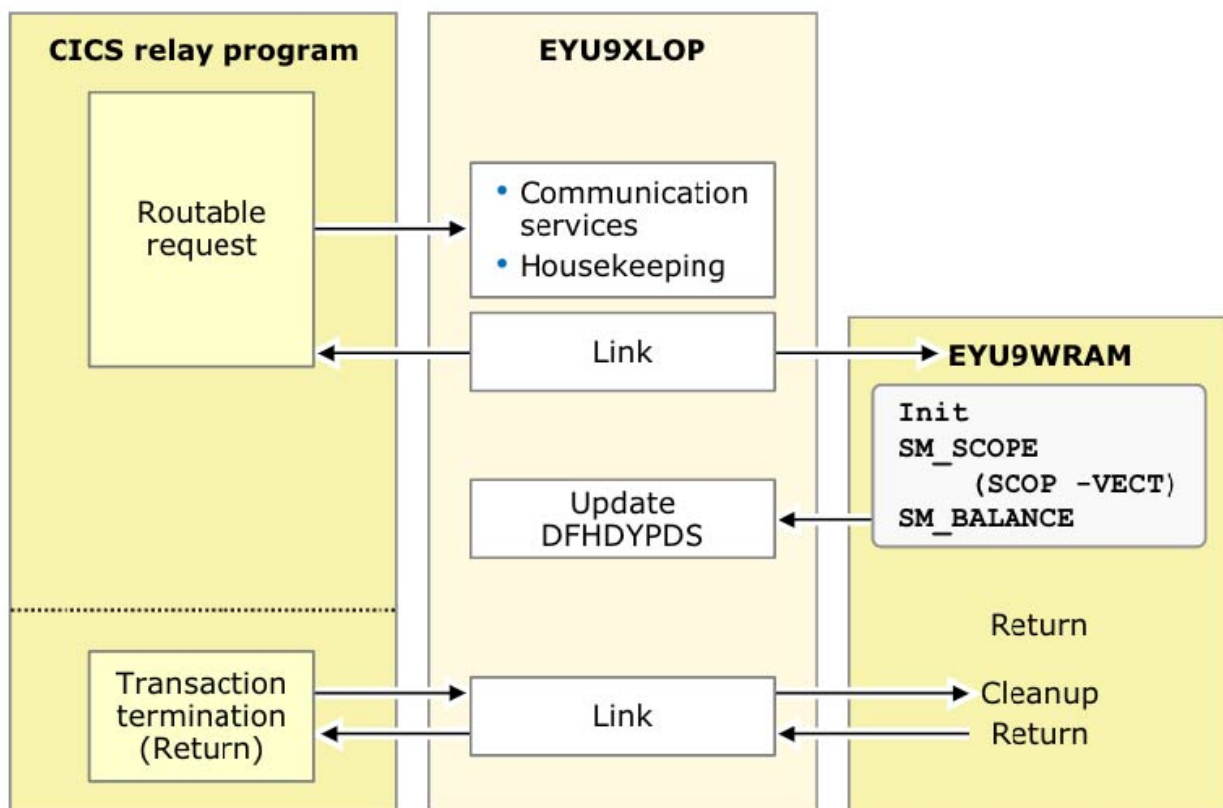 CICS relay program
Routable
request
Transaction
termination
(Return)
EYU9XLOP
• Communication
services
• Housekeeping
Link
Update
DFHDYPDS
Link
EYU9WRAM
Init
SM_SCOPE
(SCOP -VECT)
SM_BALANCE
Return
Cleanup
Return